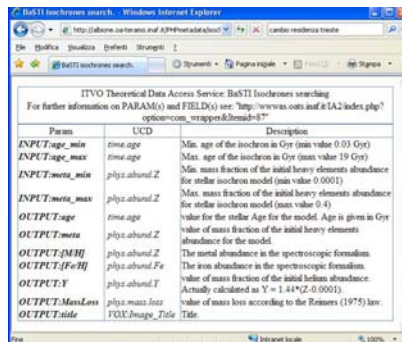 BaSTI isochrones search. - Windows Internet Explorer
http://albione.oa-teramo.inaf.it/PHPmetadata/isoch
cambio residenza trieste
File Modifica Visualizza Preferiti Strumenti ?
BaSTI isochrones search.
Strumenti Pagina iniziale Feed Stampa
ITVO Theoretical Data Access Service: BaSTI Isochrones searching
For further information on PARAM(s) and FIELD(s) see: "http://wwwas.oats.inaf.it/IA2/index.php?
option=com_wrapper&Itemid=87"
Param UCD Description
INPUT:age_min time.age Min. age of the isochron in Gyr (min value 0.03 Gyr)
INPUT:age_max time.age Max. age of the isochron in Gyr (max value 19 Gyr)
INPUT:meta_min phys.abund.Z Min. mass fraction of the initial heavy elements abundance
for stellar isochron model (min value 0.0001)
INPUT:meta_max phys.abund.Z Max. mass fraction of the initial heavy elements abundance
for stellar isochron model (max value 0.4)
OUTPUT:age time.age value for the stellar Age for the model. Age is given in Gyr
OUTPUT:meta phys.abund.Z value of mass fraction of the initial heavy elements
abundance for the model.
OUTPUT:[M/H] phys.abund.Z The metal abundance in the spectroscopic formalism.
OUTPUT:[Fe/H] phys.abund.Fe The iron abundance in spectroscopic formalism.
OUTPUT:Y phys.abund.Y value of mass fraction of the initial helium abundance.
Actually calculated as Y = 1.44*(Z-0.0001).
OUTPUT:MassLoss phys.mass.loss value of mass loss according to the Reimers (1975) law.
OUTPUT:title VOX:Image_Title Title.
Fine
Intranet locale 100%